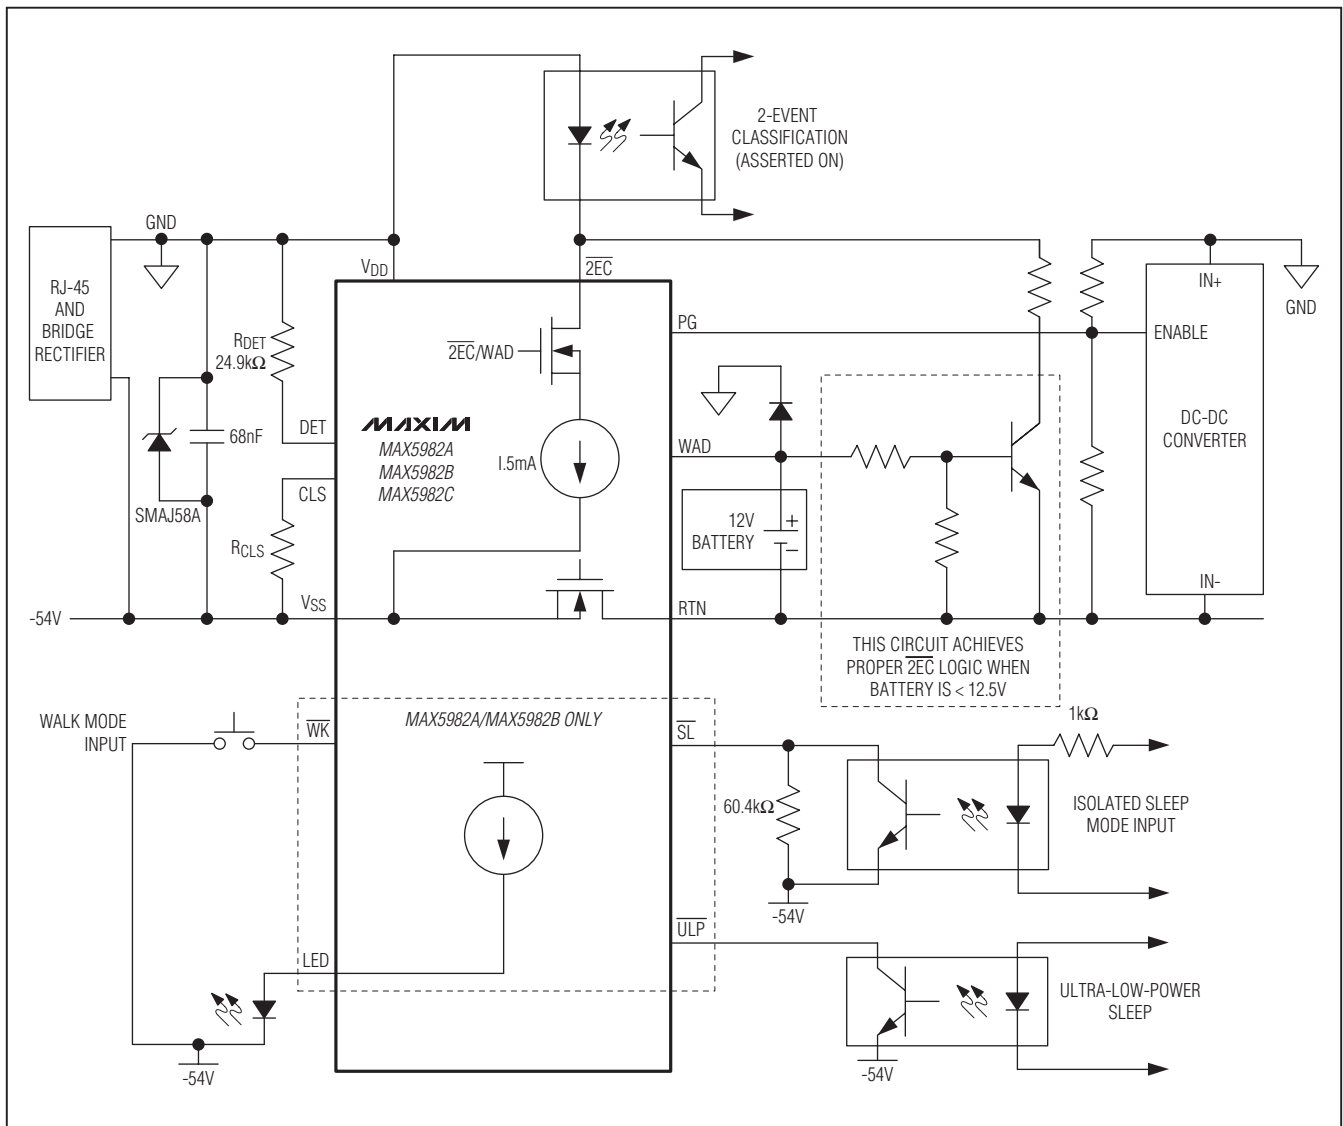 2-EVENT
CLASSIFICATION
(ASSERTED ON)
GND
RJ-45
AND
BRIDGE
RECTIFIER
VDD
2EC
IN+
GND
PG
ENABLE
RDET
24.9kΩ
2EC/WAD
DC-DC
CONVERTER
DET
68nF
MAXIM
MAX5982A
MAX5982B
MAX5982C
1.5mA
WAD
CLS
SMAJ58A
12V
BATTERY
+
–
RCLS
IN-
-54V
VSS
RTN
THIS CIRCUIT ACHIEVES
PROPER 2EC LOGIC WHEN
BATTERY IS < 12.5V
WALK MODE
INPUT
WK
MAX5982A/MAX5982B ONLY
SL
1kΩ
60.4kΩ
ISOLATED SLEEP
MODE INPUT
-54V
ULP
LED
ULTRA-LOW-POWER
SLEEP
-54V
-54V